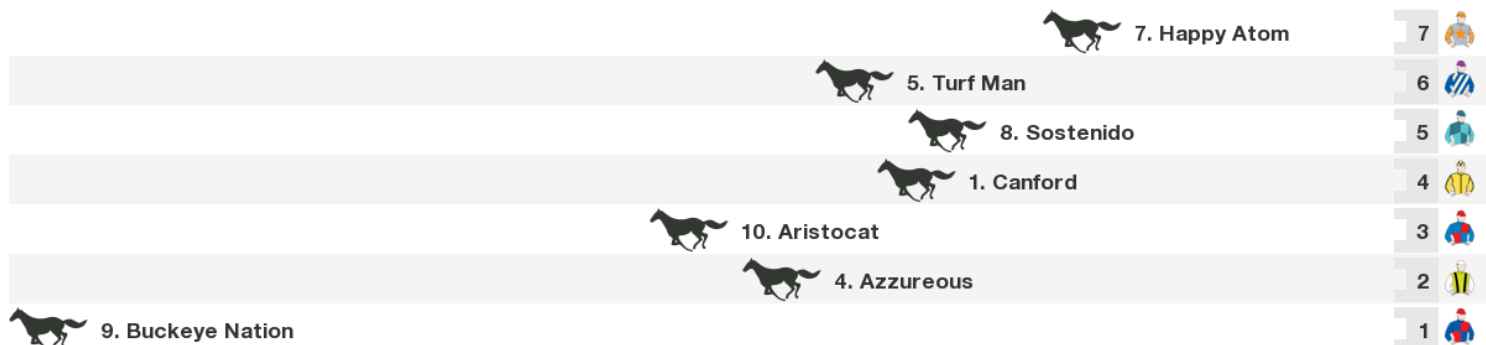 7. Happy Atom 7
5. Turf Man 6
8. Sostenido 5
1. Canford 4
10. Aristocat 3
4. Azzureous 2
9. Buckeye Nation 1